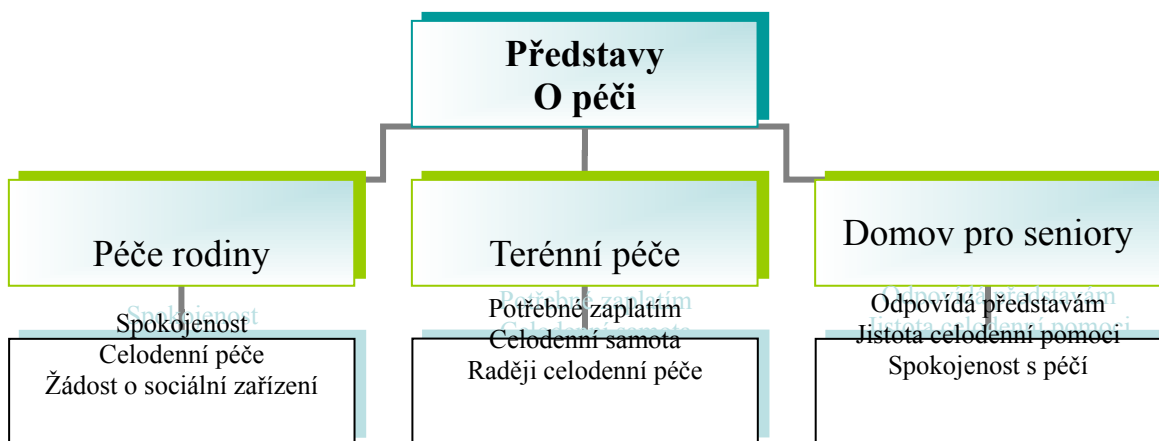 Představy
O péči
Péče rodiny
Terénní péče
Domov pro seniory
Spokojenost
Celodenní péče
Žádost o sociální zařízení
Potřebné zaplatím
Celodenní samota
Raději celodenní péče
Odpovídá představám
Jistota celodenní pomoci
Spokojenost s péčí